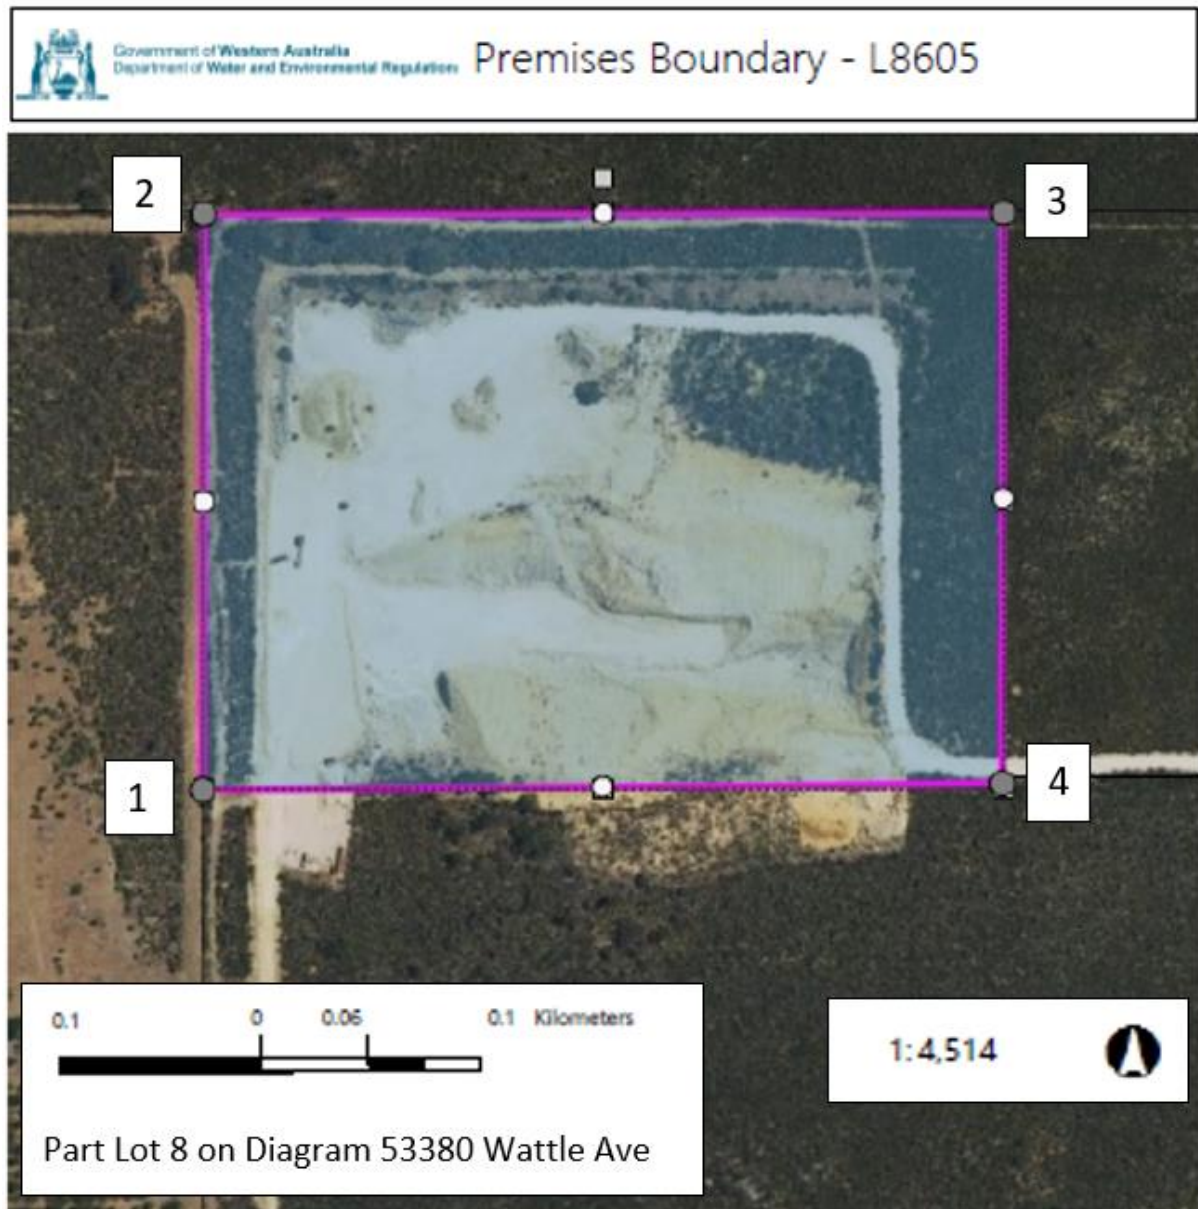 Government of Western Australia
Department of Water and Environmental Regulation
Premises Boundary - L8605
2
3
1
4
0.1 0 0.06 0.1 Kilometers
1:4,514
Part Lot 8 on Diagram 53380 Wattle Ave